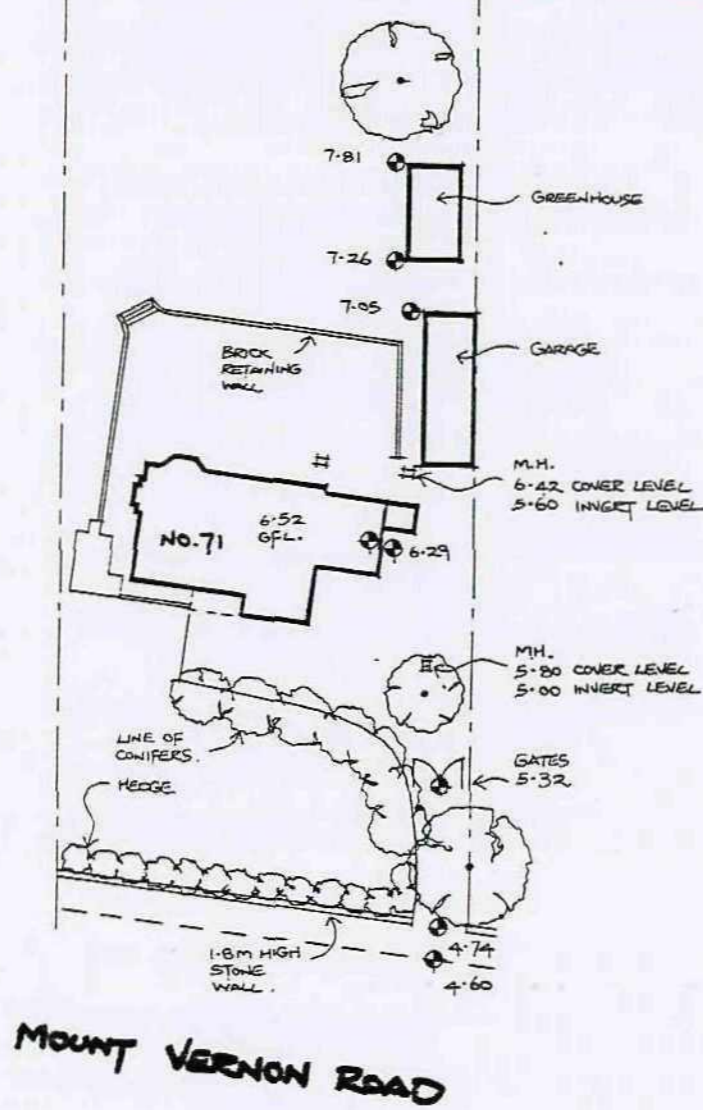 7.81
GREENHOUSE
7.26
7.05
GARAGE
BRICK
RETAINING
WALL
M.H.
6.42 COVER LEVEL
5.60 INVERT LEVEL
6.52
G.F.L.
NO.71
6.29
M.H.
5.80 COVER LEVEL
5.00 INVERT LEVEL
LINE OF
CONIFERS.
GATES
5.32
HEDGE
1.8M HIGH
STONE
WALL.
4.74
4.60
MOUNT VERNON ROAD